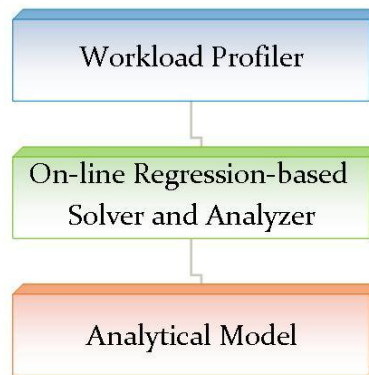 Workload Profiler
On-line Regression-based
Solver and Analyzer
Analytical Model